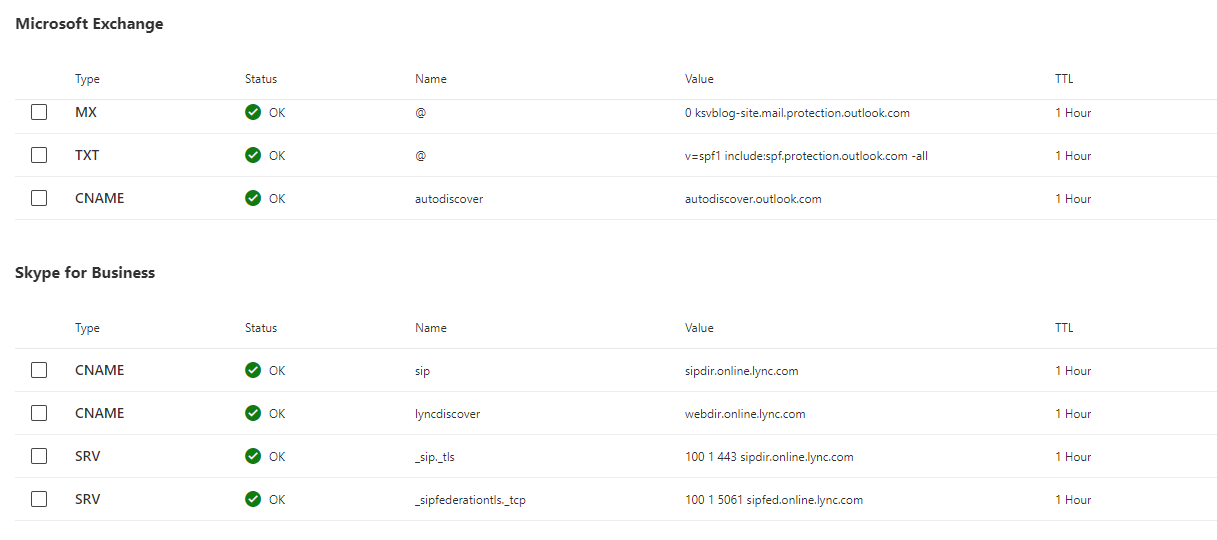 Microsoft Exchange
Type Status Name Value TTL
MX OK @ 0 ksvblog-site.mail.protection.outlook.com 1 Hour
TXT OK @ v=spf1 include:spf.protection.outlook.com -all 1 Hour
CNAME OK autodiscover autodiscover.outlook.com 1 Hour
Skype for Business
Type Status Name Value TTL
CNAME OK sip sipdir.online.lync.com 1 Hour
CNAME OK lyncdiscover webdir.online.lync.com 1 Hour
SRV OK _sip._tls 100 1 443 sipdir.online.lync.com 1 Hour
SRV OK _sipfederationtls._tcp 100 1 5061 sipfed.online.lync.com 1 Hour